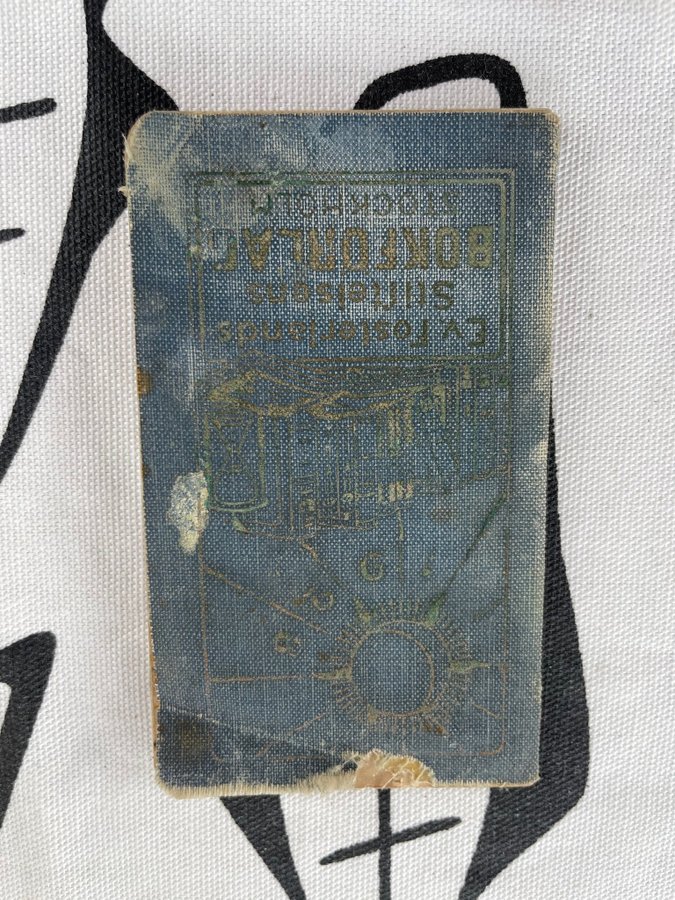 Ev. Fosterlands
Stiftelsens
BOKFÖRLAG
STOCKHOLM